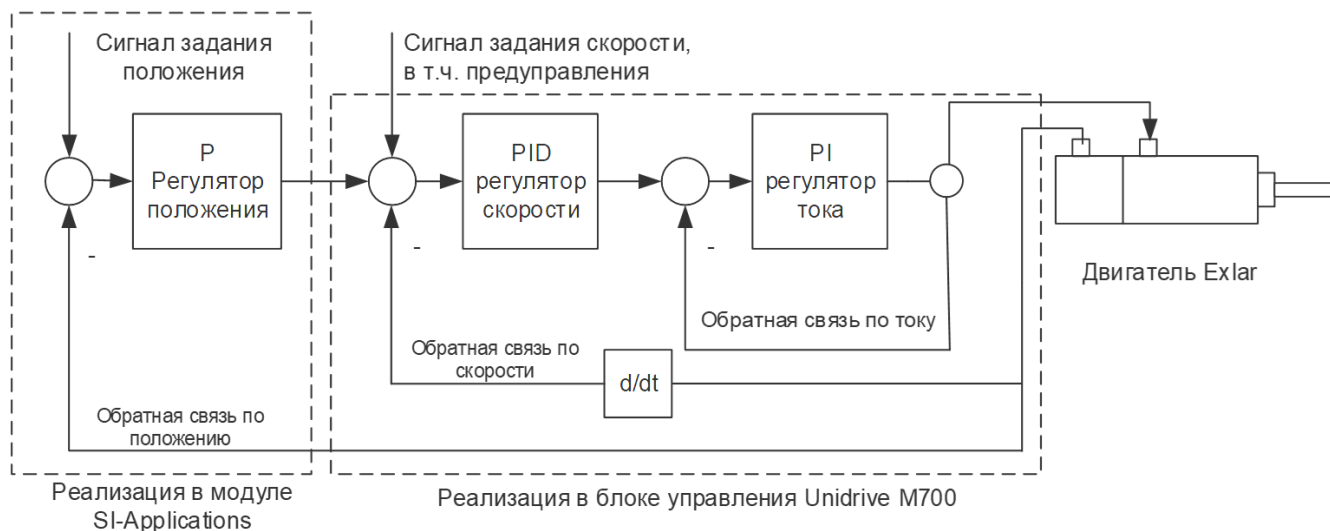 Сигнал задания
положения
Сигнал задания скорости,
в т.ч. предуправления
P
Регулятор
положения
PID
регулятор
скорости
PI
регулятор
тока
-
-
-
Двигатель Exlar
Обратная связь по току
Обратная связь по
скорости
d/dt
Обратная связь по
положению
Реализация в модуле
SI-Applications
Реализация в блоке управления Unidrive M700